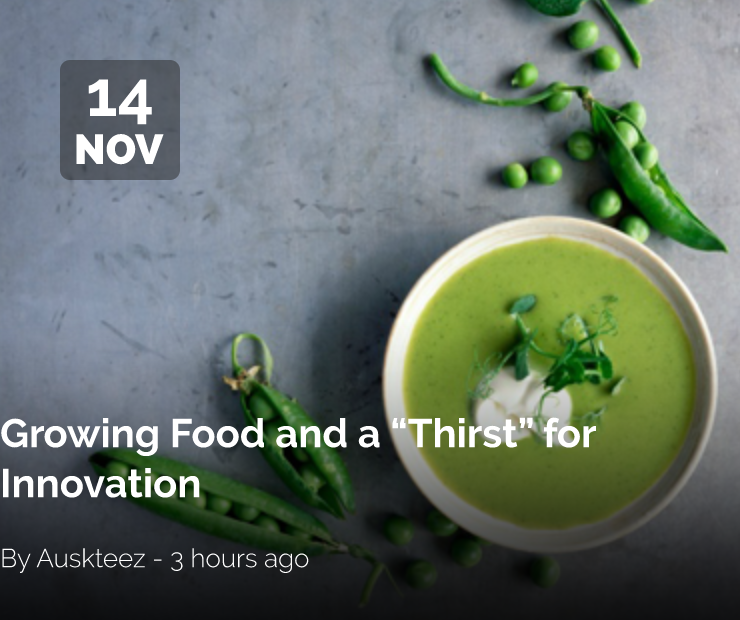 14
NOV
Growing Food and a “Thirst” for
Innovation
By Auskteez - 3 hours ago